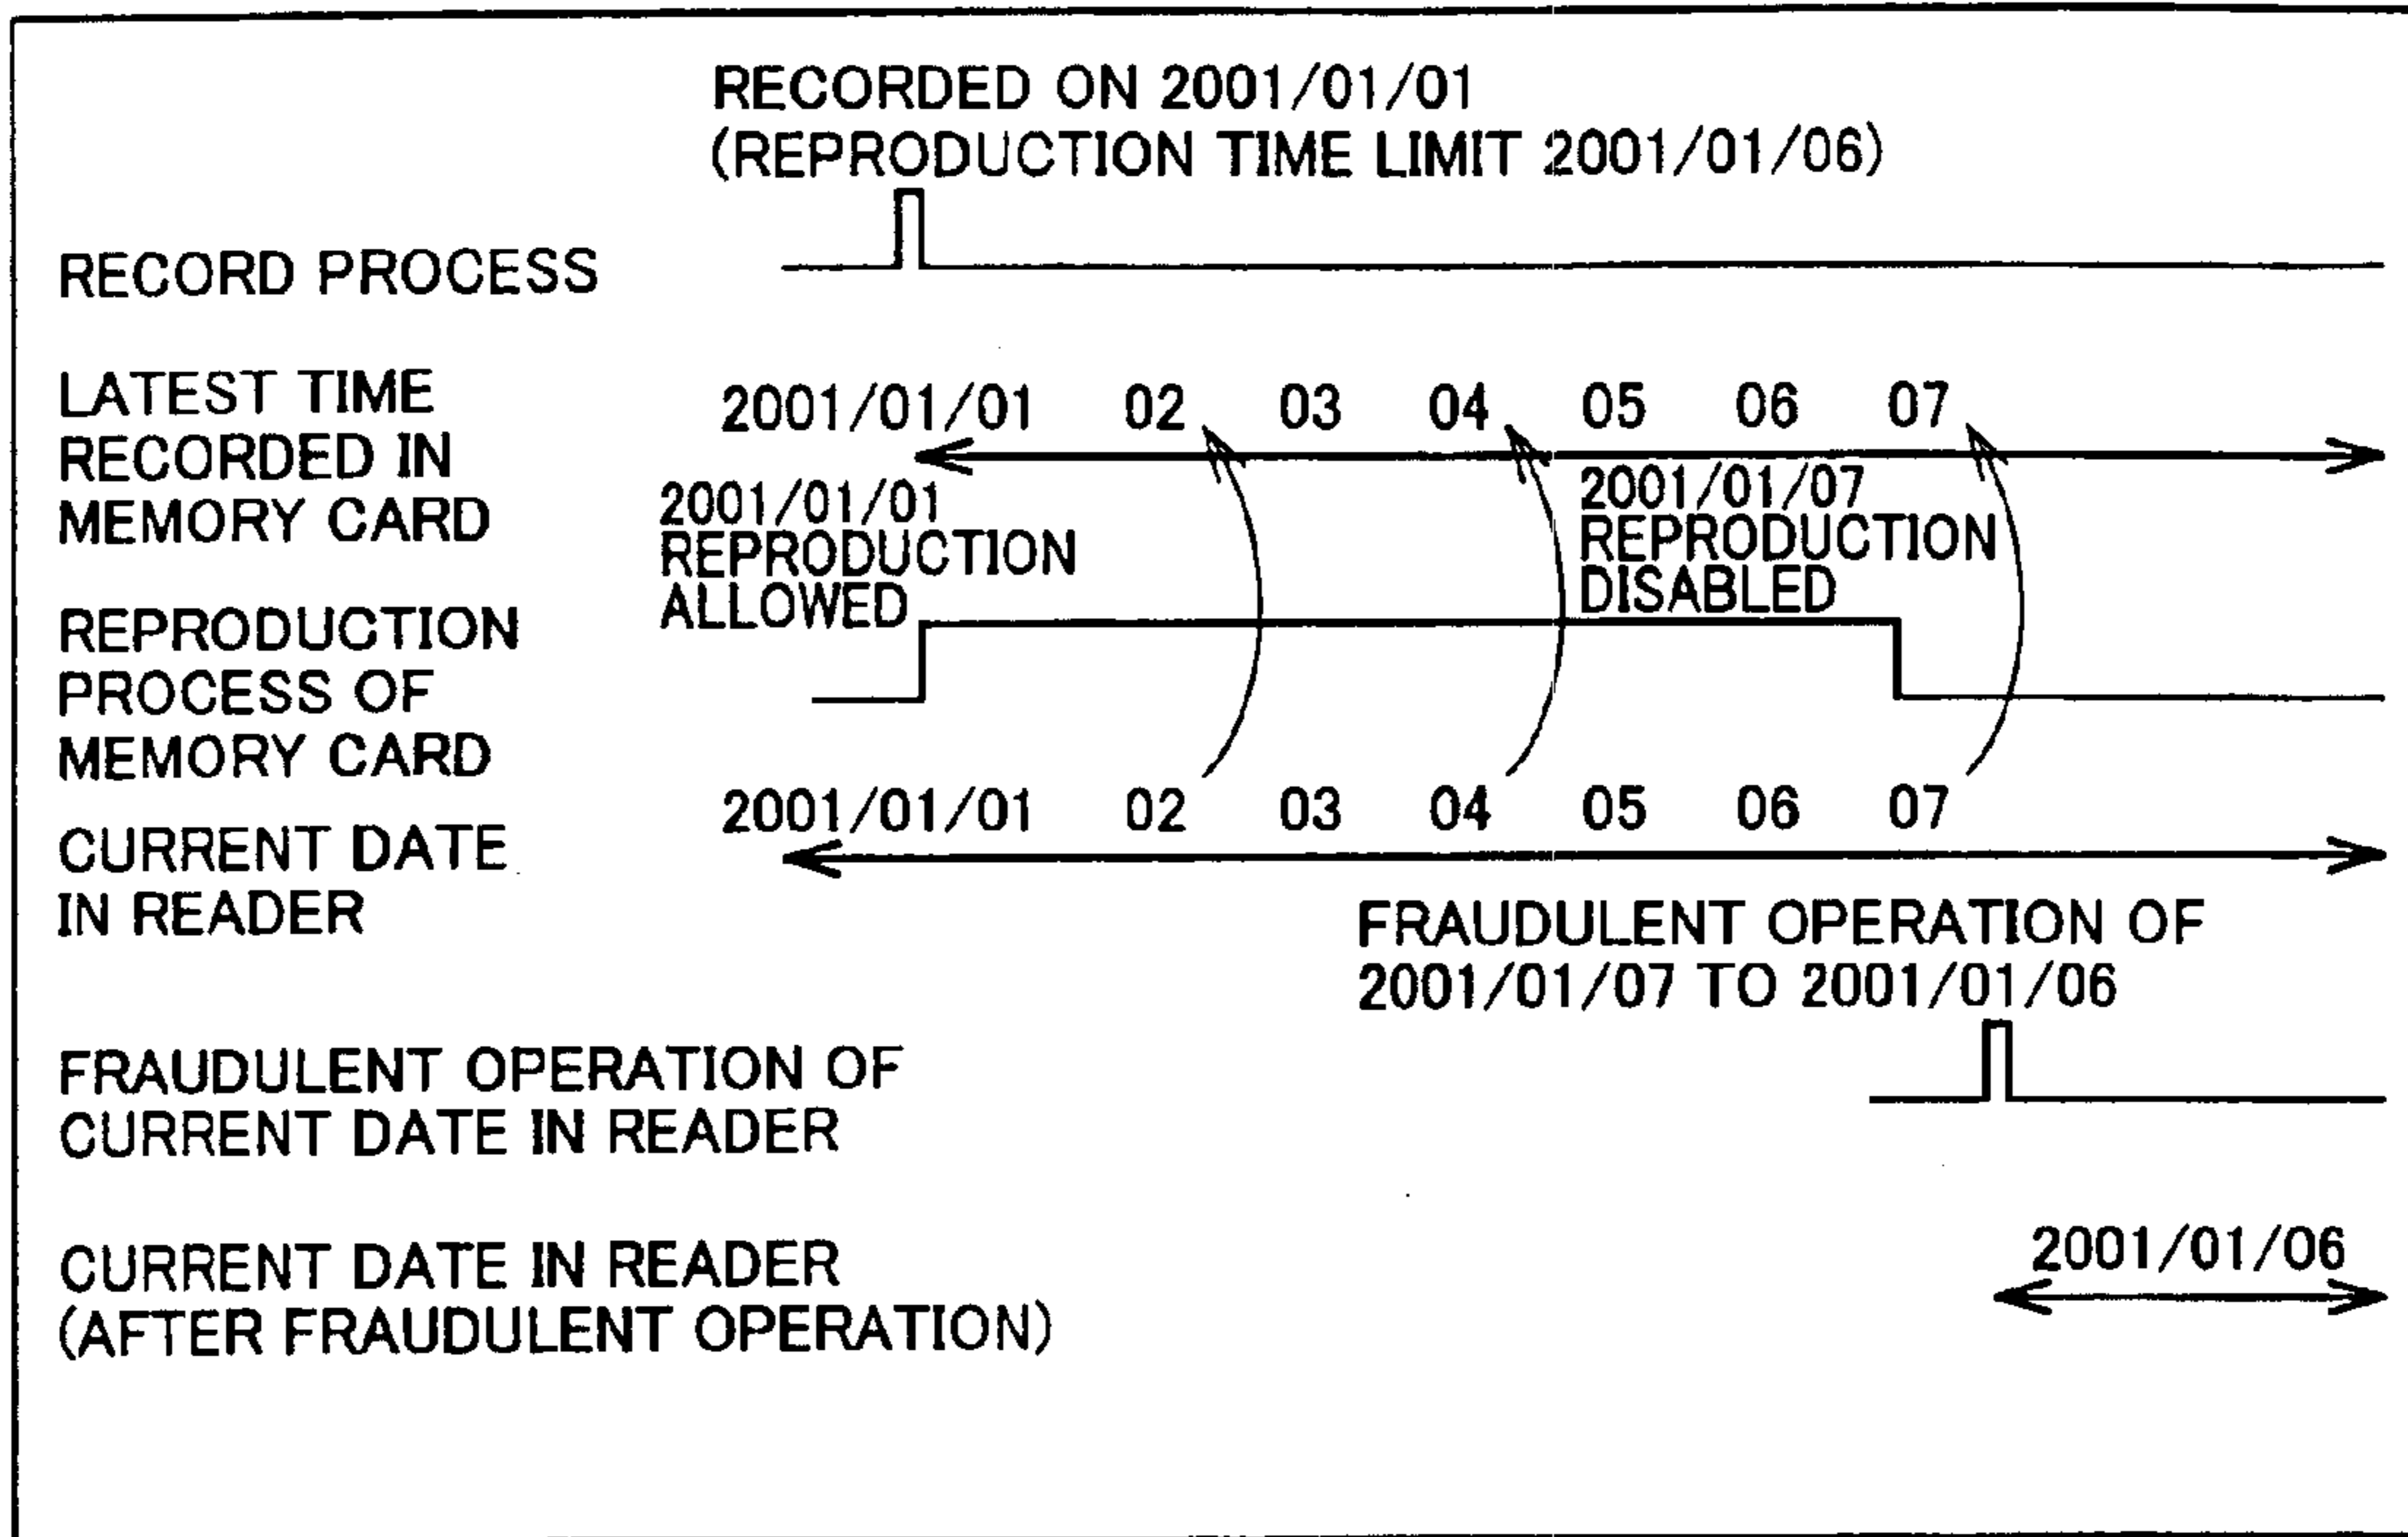 RECORDED ON 2001/01/01
(REPRODUCTION TIME LIMIT 2001/01/06)
RECORD PROCESS
LATEST TIME
RECORDED IN
MEMORY CARD
2001/01/01 02 03 04 05 06 07
2001/01/01
REPRODUCTION
ALLOWED
2001/01/07
REPRODUCTION
DISABLED
REPRODUCTION
PROCESS OF
MEMORY CARD
2001/01/01 02 03 04 05 06 07
CURRENT DATE
IN READER
FRAUDULENT OPERATION OF
2001/01/07 TO 2001/01/06
FRAUDULENT OPERATION OF
CURRENT DATE IN READER
2001/01/06
CURRENT DATE IN READER
(AFTER FRAUDULENT OPERATION)